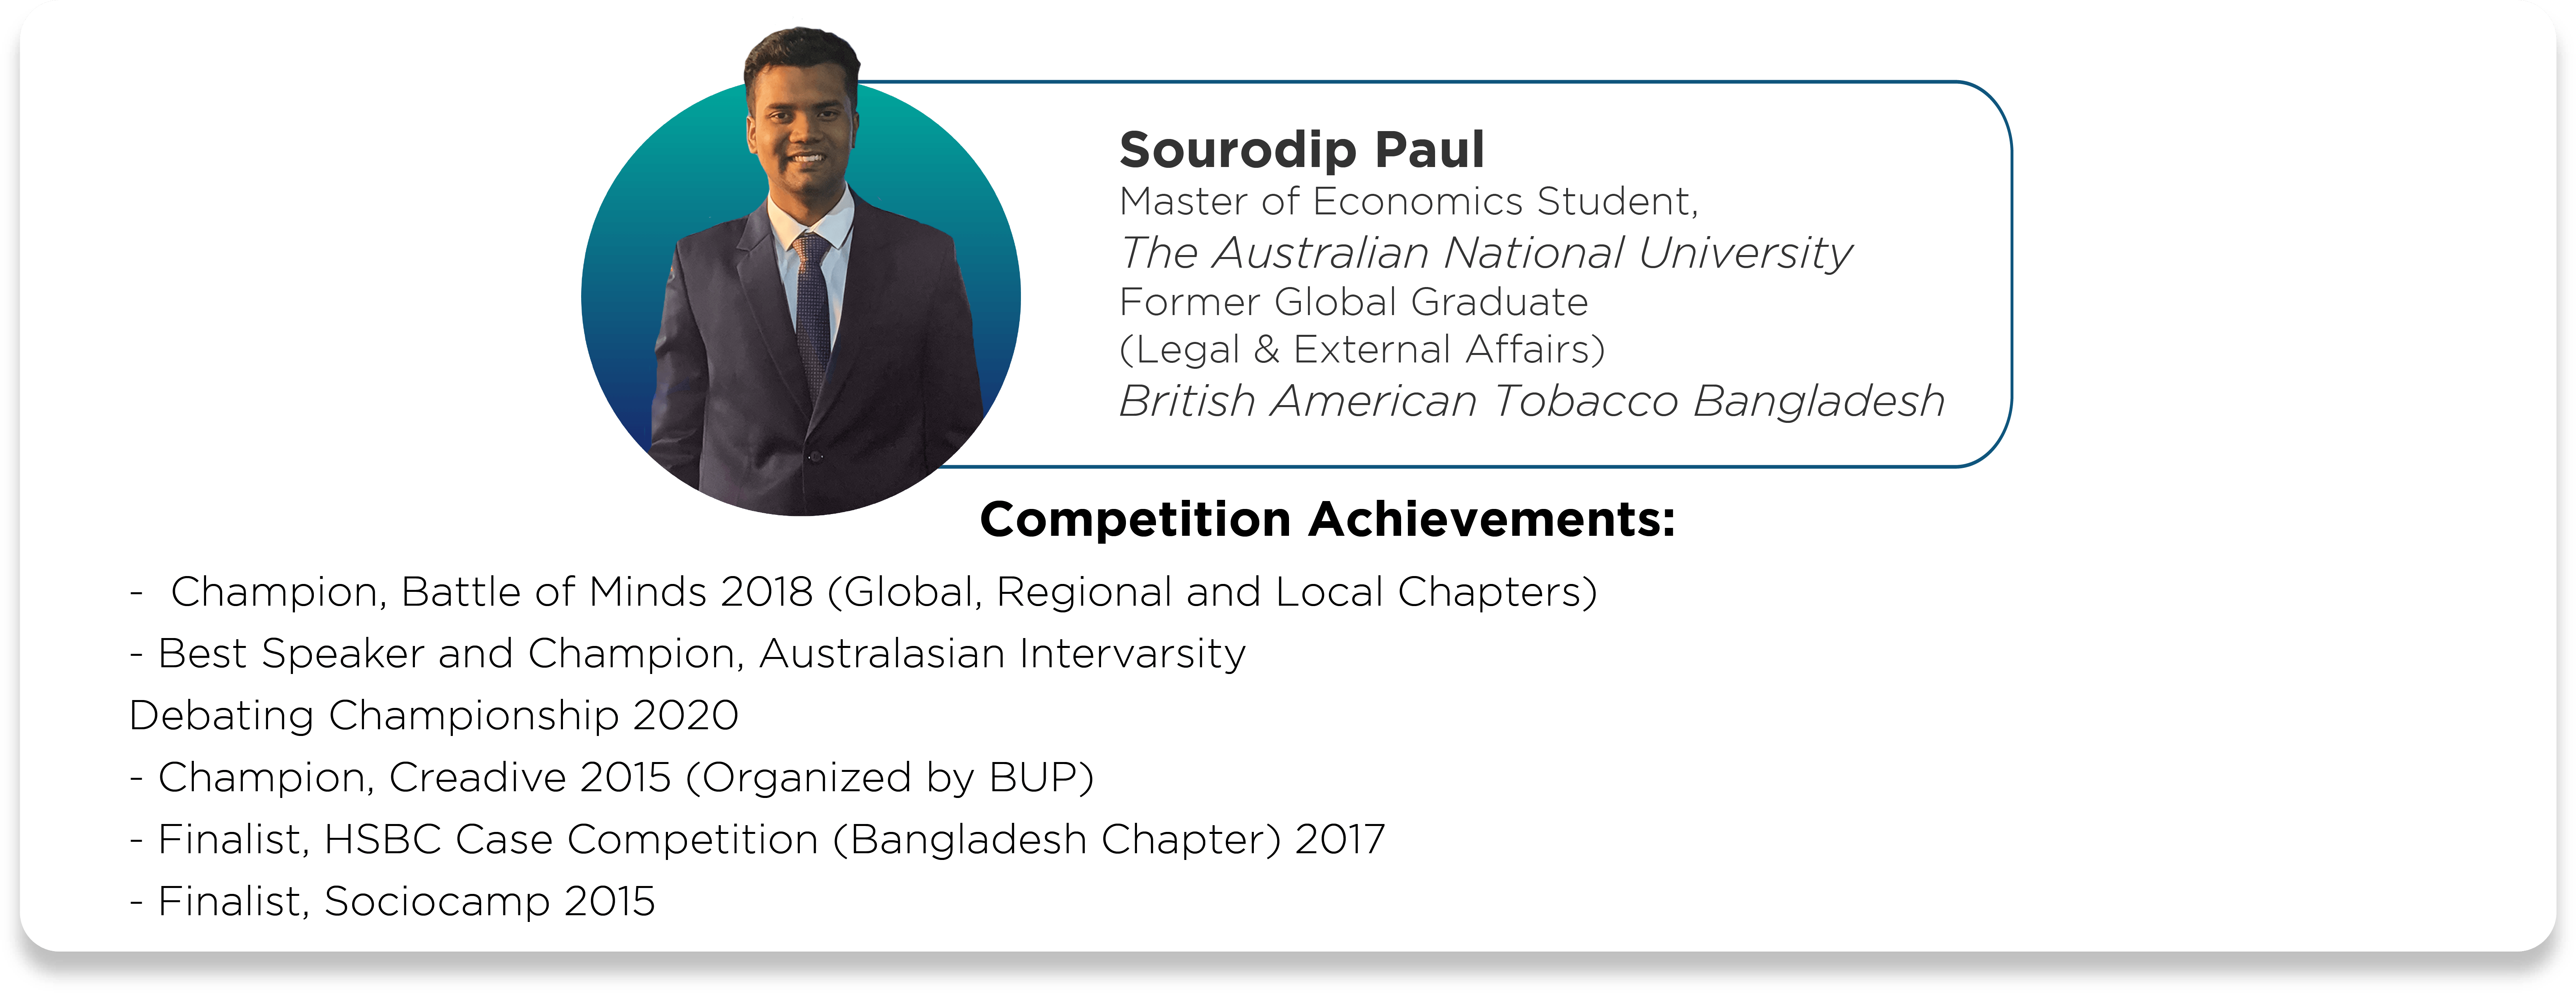 Sourodip Paul
Master of Economics Student,
The Australian National University
Former Global Graduate
(Legal & External Affairs)
British American Tobacco Bangladesh
Competition Achievements:
- Champion, Battle of Minds 2018 (Global, Regional and Local Chapters)
- Best Speaker and Champion, Australasian Intervarsity
Debating Championship 2020
- Champion, Creadive 2015 (Organized by BUP)
- Finalist, HSBC Case Competition (Bangladesh Chapter) 2017
- Finalist, Sociocamp 2015